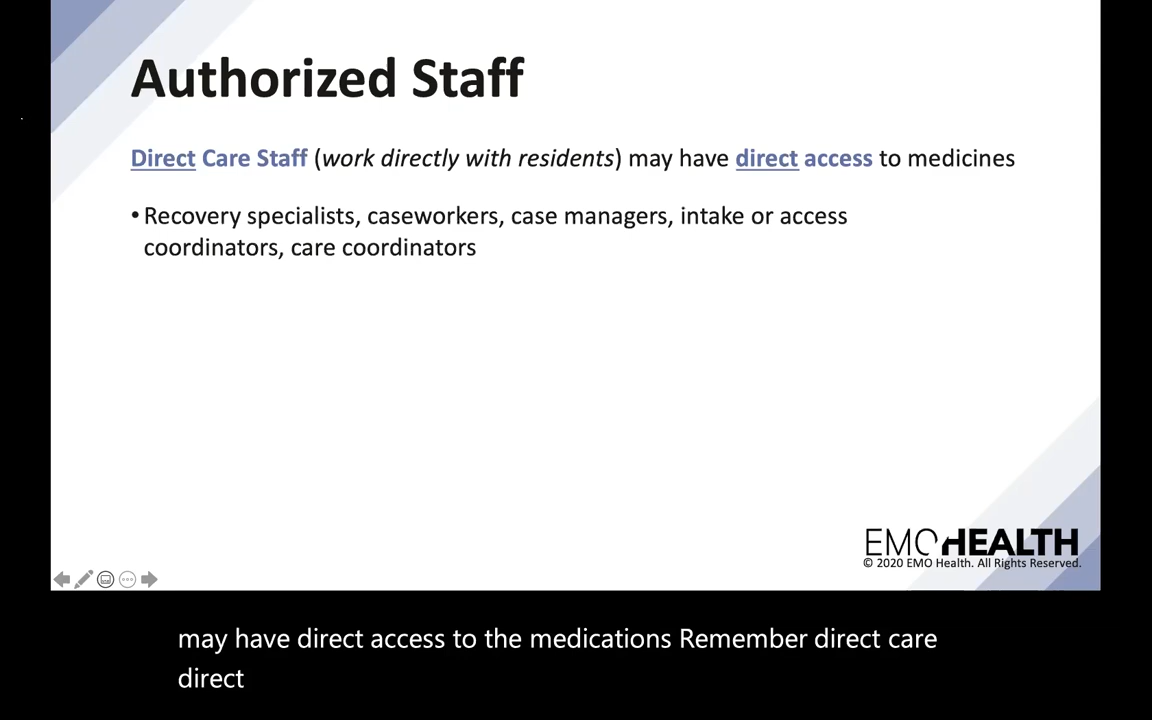 Authorized Staff
Direct Care Staff (work directly with residents) may have direct access to medicines
• Recovery specialists, caseworkers, case managers, intake or access
coordinators, care coordinators
EMO HEALTH
© 2020 EMO Health. All Rights Reserved.
may have direct access to the medications Remember direct care
direct